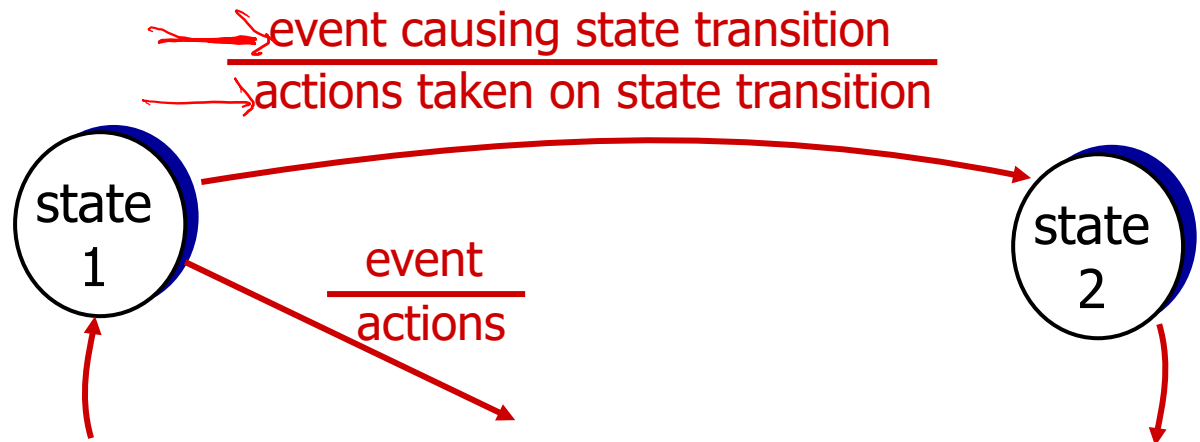 event causing state transition
actions taken on state transition
state
1
event
actions
state
2